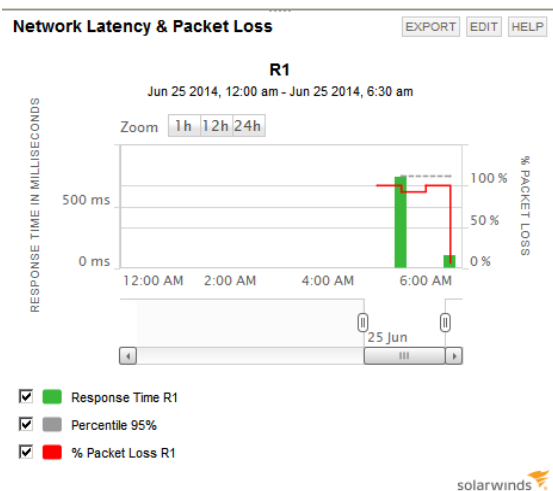 Network Latency & Packet Loss
EXPORT EDIT HELP
R1
Jun 25 2014, 12:00 am - Jun 25 2014, 6:30 am
Zoom 1h 12h 24h
RESPONSE TIME IN MILLISECONDS
500 ms
0 ms
100 %
50 %
0 %
% PACKET LOSS
12:00 AM 2:00 AM 4:00 AM 6:00 AM
25 Jun
Response Time R1
Percentile 95%
% Packet Loss R1
solarwinds